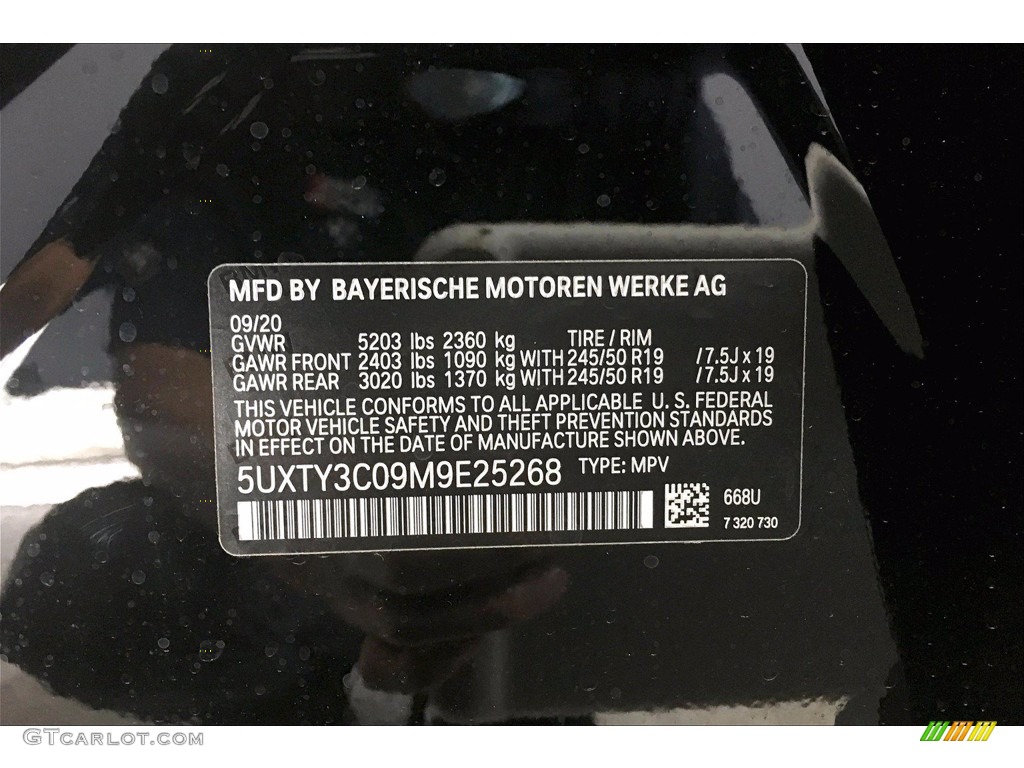 MFD BY BAYERISCHE MOTOREN WERKE AG
09/20
GVWR 5203 lbs 2360 kg TIRE / RIM
GAWR FRONT 2403 lbs 1090 kg WITH 245/50 R19 /7.5J x 19
GAWR REAR 3020 lbs 1370 kg WITH 245/50 R19 /7.5J x 19
THIS VEHICLE CONFORMS TO ALL APPLICABLE U. S. FEDERAL
MOTOR VEHICLE SAFETY AND THEFT PREVENTION STANDARDS
IN EFFECT ON THE DATE OF MANUFACTURE SHOWN ABOVE.
5UXTY3C09M9E25268 TYPE: MPV
668U
7 320 730
GTCARLOT.COM